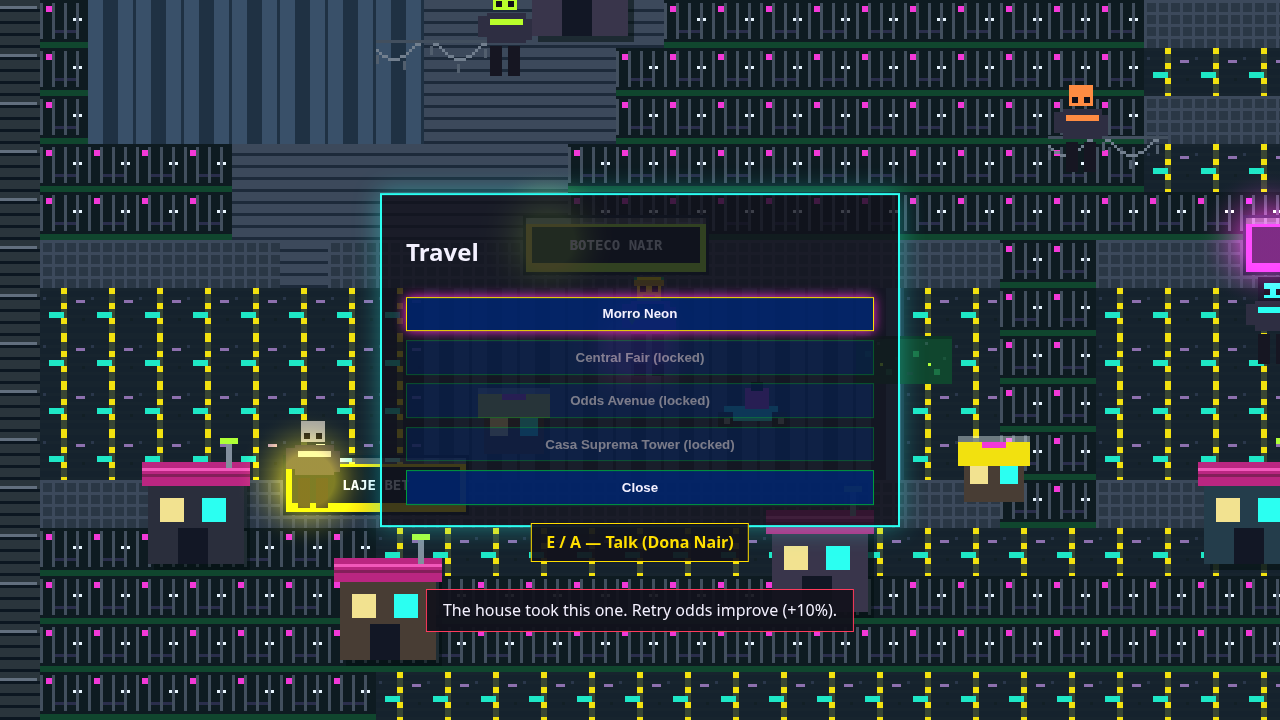 BOTECO NAIR
Travel
Morro Neon
Central Fair (locked)
Odds Avenue (locked)
Casa Suprema Tower (locked)
LAJE BET
Close
E / A — Talk (Dona Nair)
The house took this one. Retry odds improve (+10%).